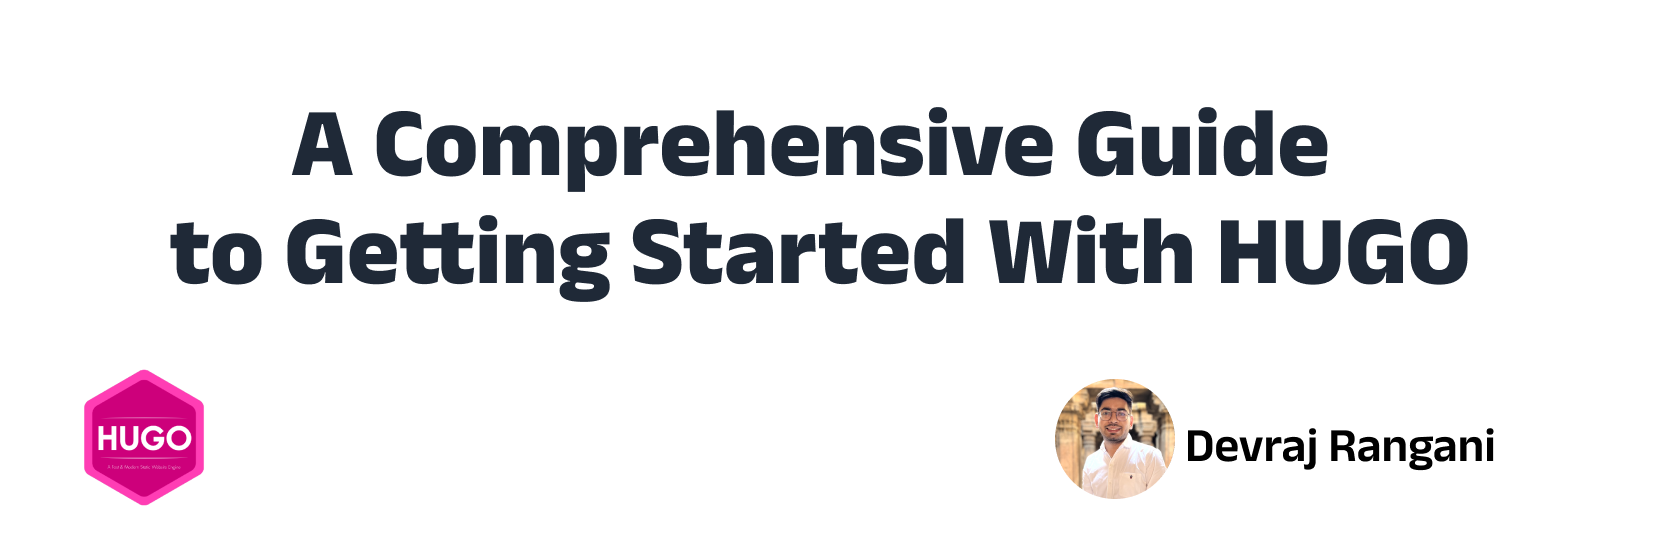 A Comprehensive Guide
to Getting Started With HUGO
HUGO
A Fast & Modern Static Website Engine
Devraj Rangani